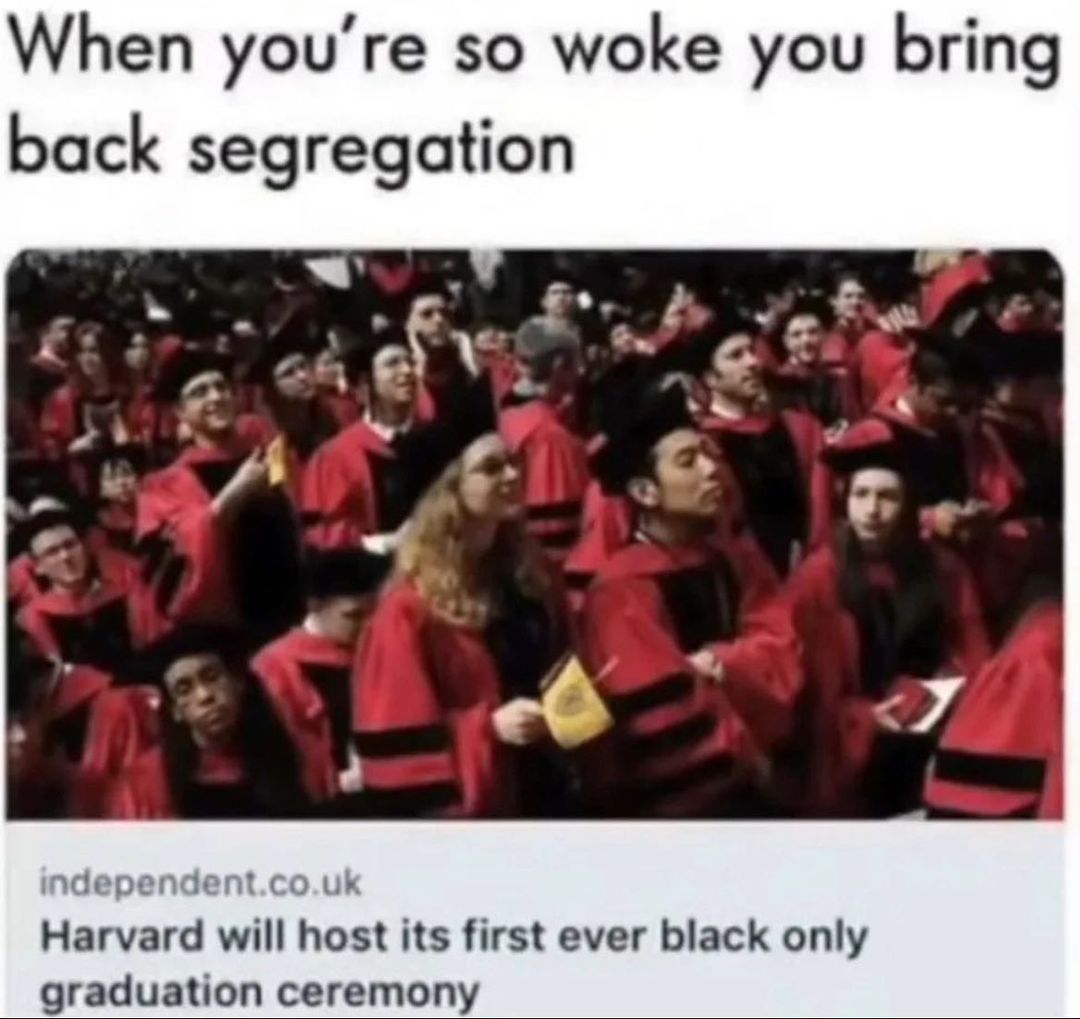 When you're so woke you bring
back segregation
independent.co.uk
Harvard will host its first ever black only
graduation ceremony